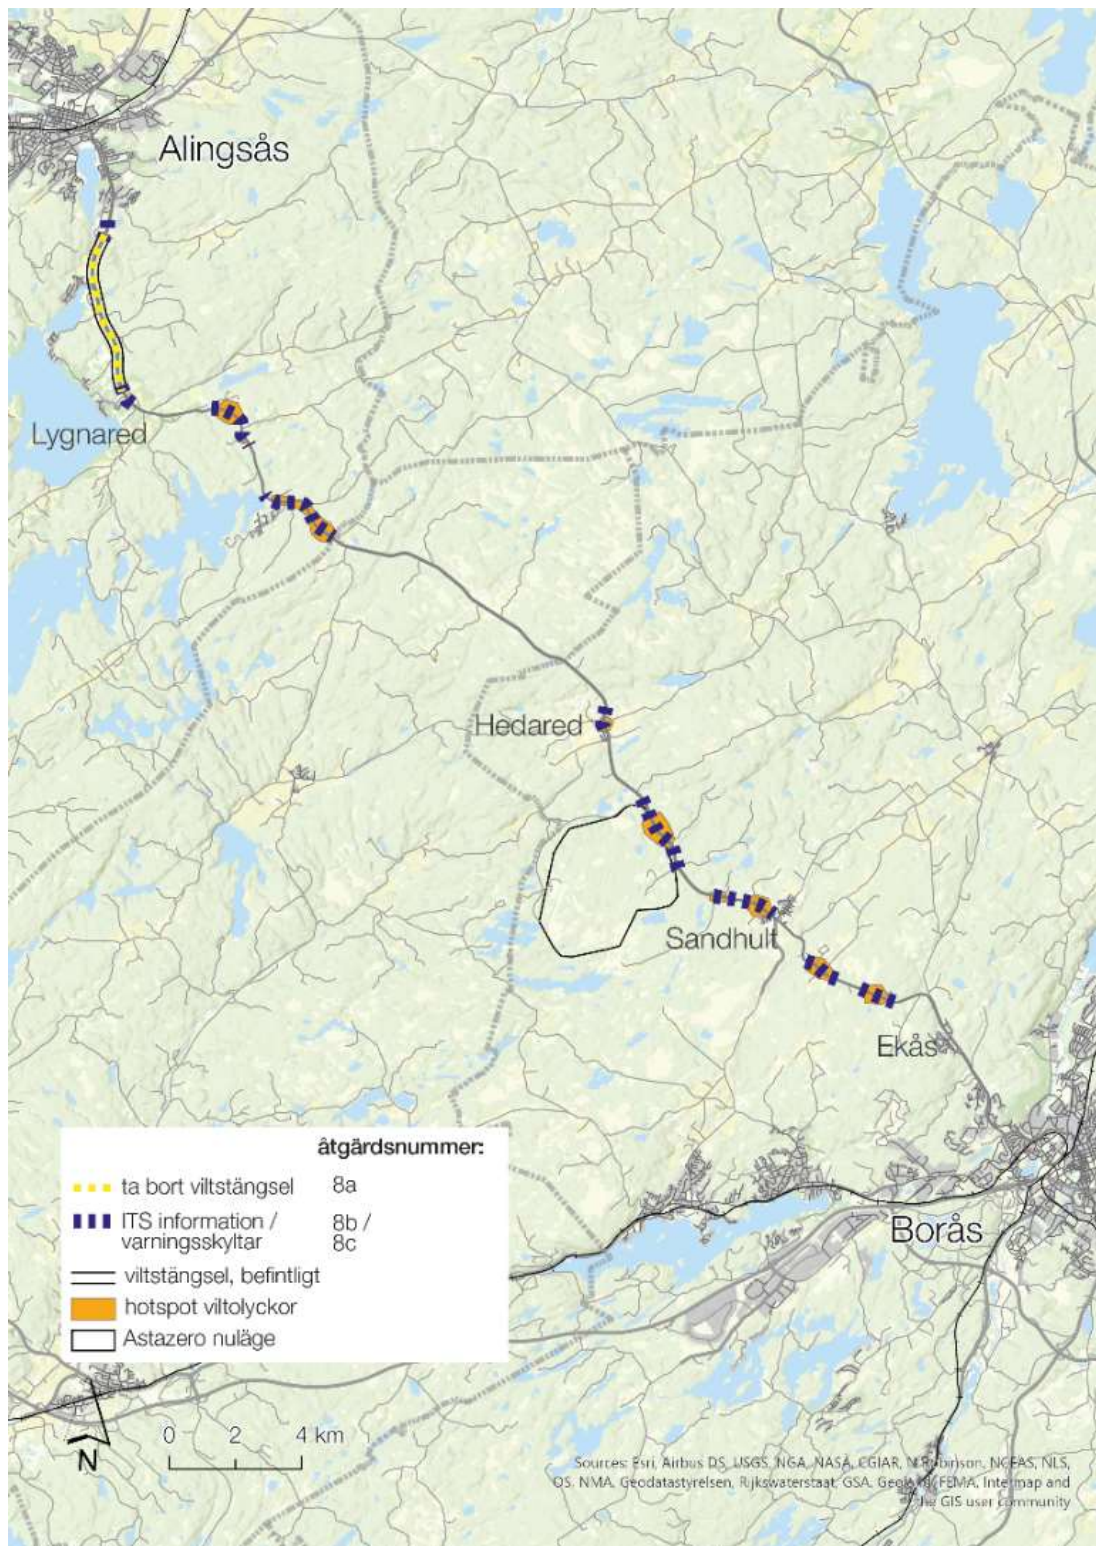 Alingsås
Lygnared
Hedared
Sandhult
Ekås
Borås
åtgärdsnummer:
ta bort viltstängsel 8a
ITS information / 8b /
varningsskyltar 8c
viltstängsel, befintligt
hotspot viltolyckor
Astazero nuläge
N
0 2 4 km
Sources: Esri, Airbus DS, USGS, NGA, NASA, CGIAR, N Robinson, NCEAS, NLS,
OS, NMA, Geodatastyrelsen, Rijkswaterstaat, GSA, Geoland, FEMA, Intermap and
the GIS user community